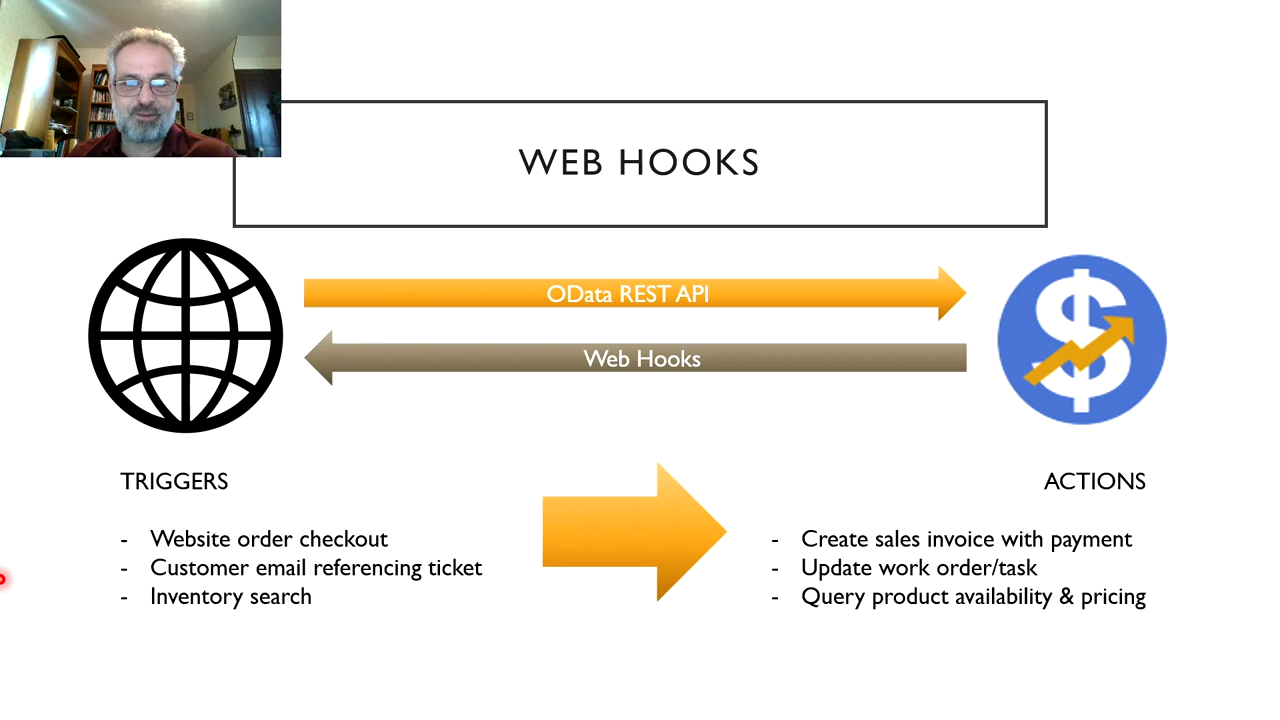 WEB HOOKS
OData REST API
Web Hooks
TRIGGERS
- Website order checkout
- Customer email referencing ticket
- Inventory search
ACTIONS
- Create sales invoice with payment
- Update work order/task
- Query product availability & pricing